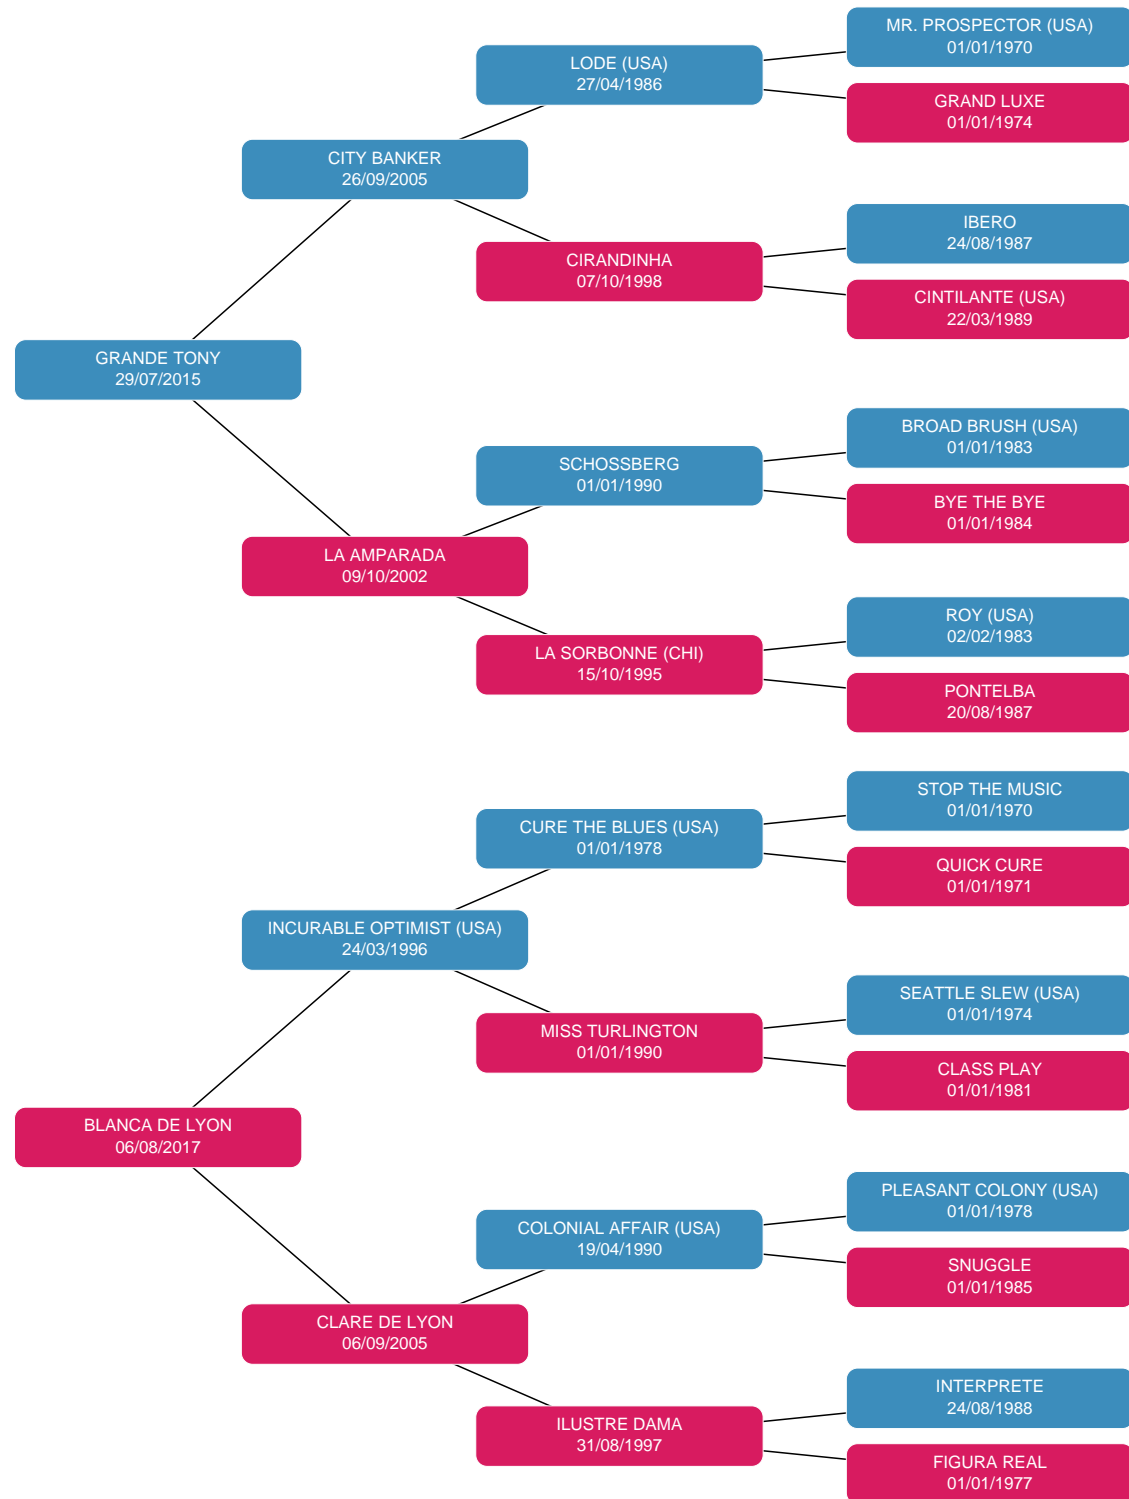 MR. PROSPECTOR (USA)
01/01/1970
LODE (USA)
27/04/1986
GRAND LUXE
01/01/1974
CITY BANKER
26/09/2005
IBERO
24/08/1987
CIRANDINHA
07/10/1998
CINTILANTE (USA)
22/03/1989
GRANDE TONY
29/07/2015
BROAD BRUSH (USA)
01/01/1983
SCHOSSBERG
01/01/1990
BYE THE BYE
01/01/1984
LA AMPARADA
09/10/2002
ROY (USA)
02/02/1983
LA SORBONNE (CHI)
15/10/1995
PONTELBA
20/08/1987
STOP THE MUSIC
01/01/1970
CURE THE BLUES (USA)
01/01/1978
QUICK CURE
01/01/1971
INCURABLE OPTIMIST (USA)
24/03/1996
SEATTLE SLEW (USA)
01/01/1974
MISS TURLINGTON
01/01/1990
CLASS PLAY
01/01/1981
BLANCA DE LYON
06/08/2017
PLEASANT COLONY (USA)
01/01/1978
COLONIAL AFFAIR (USA)
19/04/1990
SNUGGLE
01/01/1985
CLARE DE LYON
06/09/2005
INTERPRETE
24/08/1988
ILUSTRE DAMA
31/08/1997
FIGURA REAL
01/01/1977